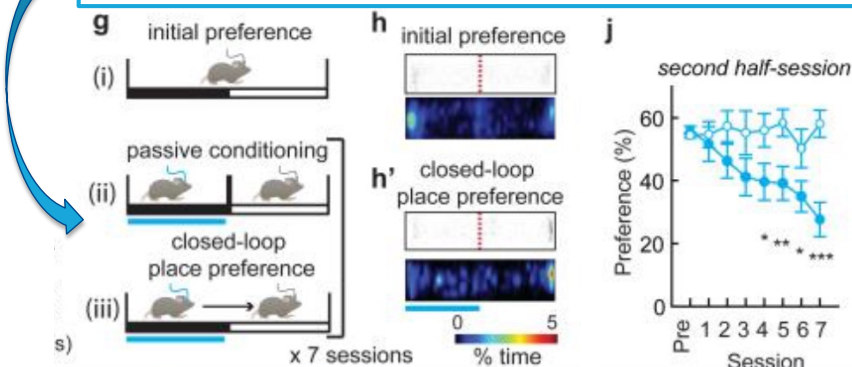 g
initial preference
(i)
passive conditioning
(ii)
closed-loop
place preference
(iii)
s)
x 7 sessions
h
initial preference
h'
closed-loop
place preference
0
5
% time
j
second half-session
Preference (%)
60
40
20
0
* ** * ***
Pre 1 2 3 4 5 6 7
Session